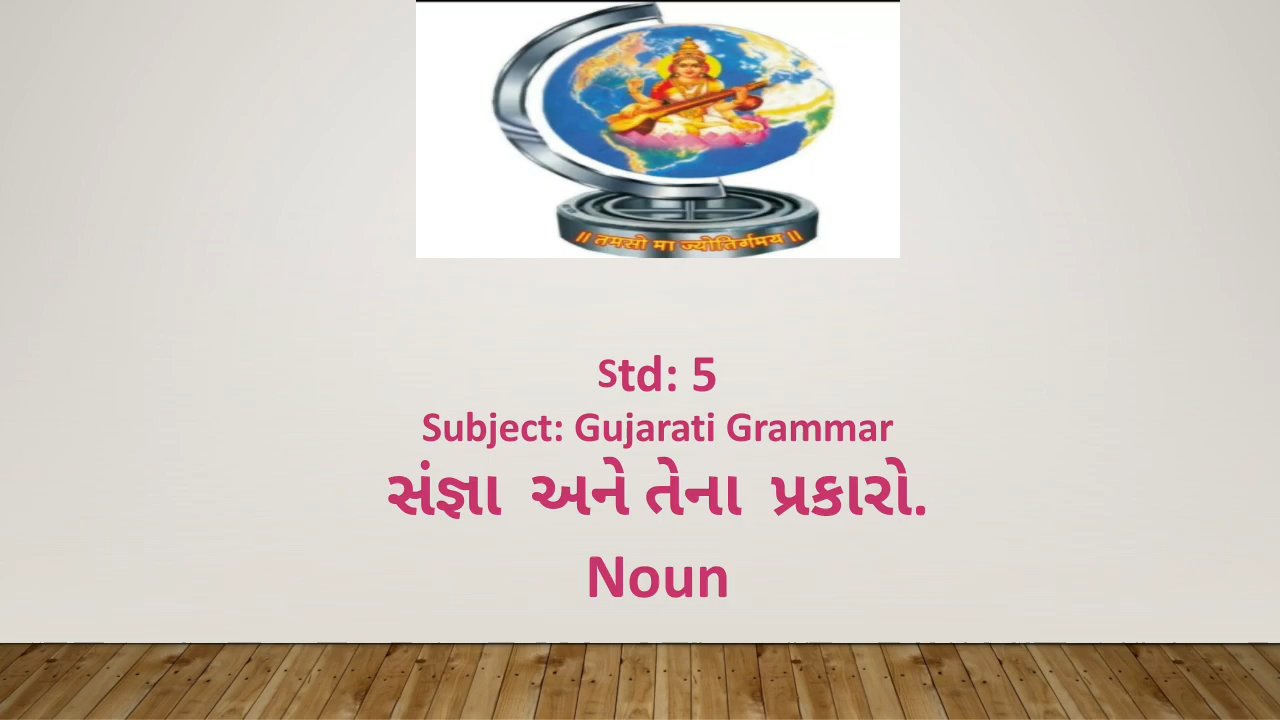 ॥ तमसो मा ज्योतिर्गमय ॥
Std: 5
Subject: Gujarati Grammar
સંજ્ઞા અને તેના પ્રકારો.
Noun